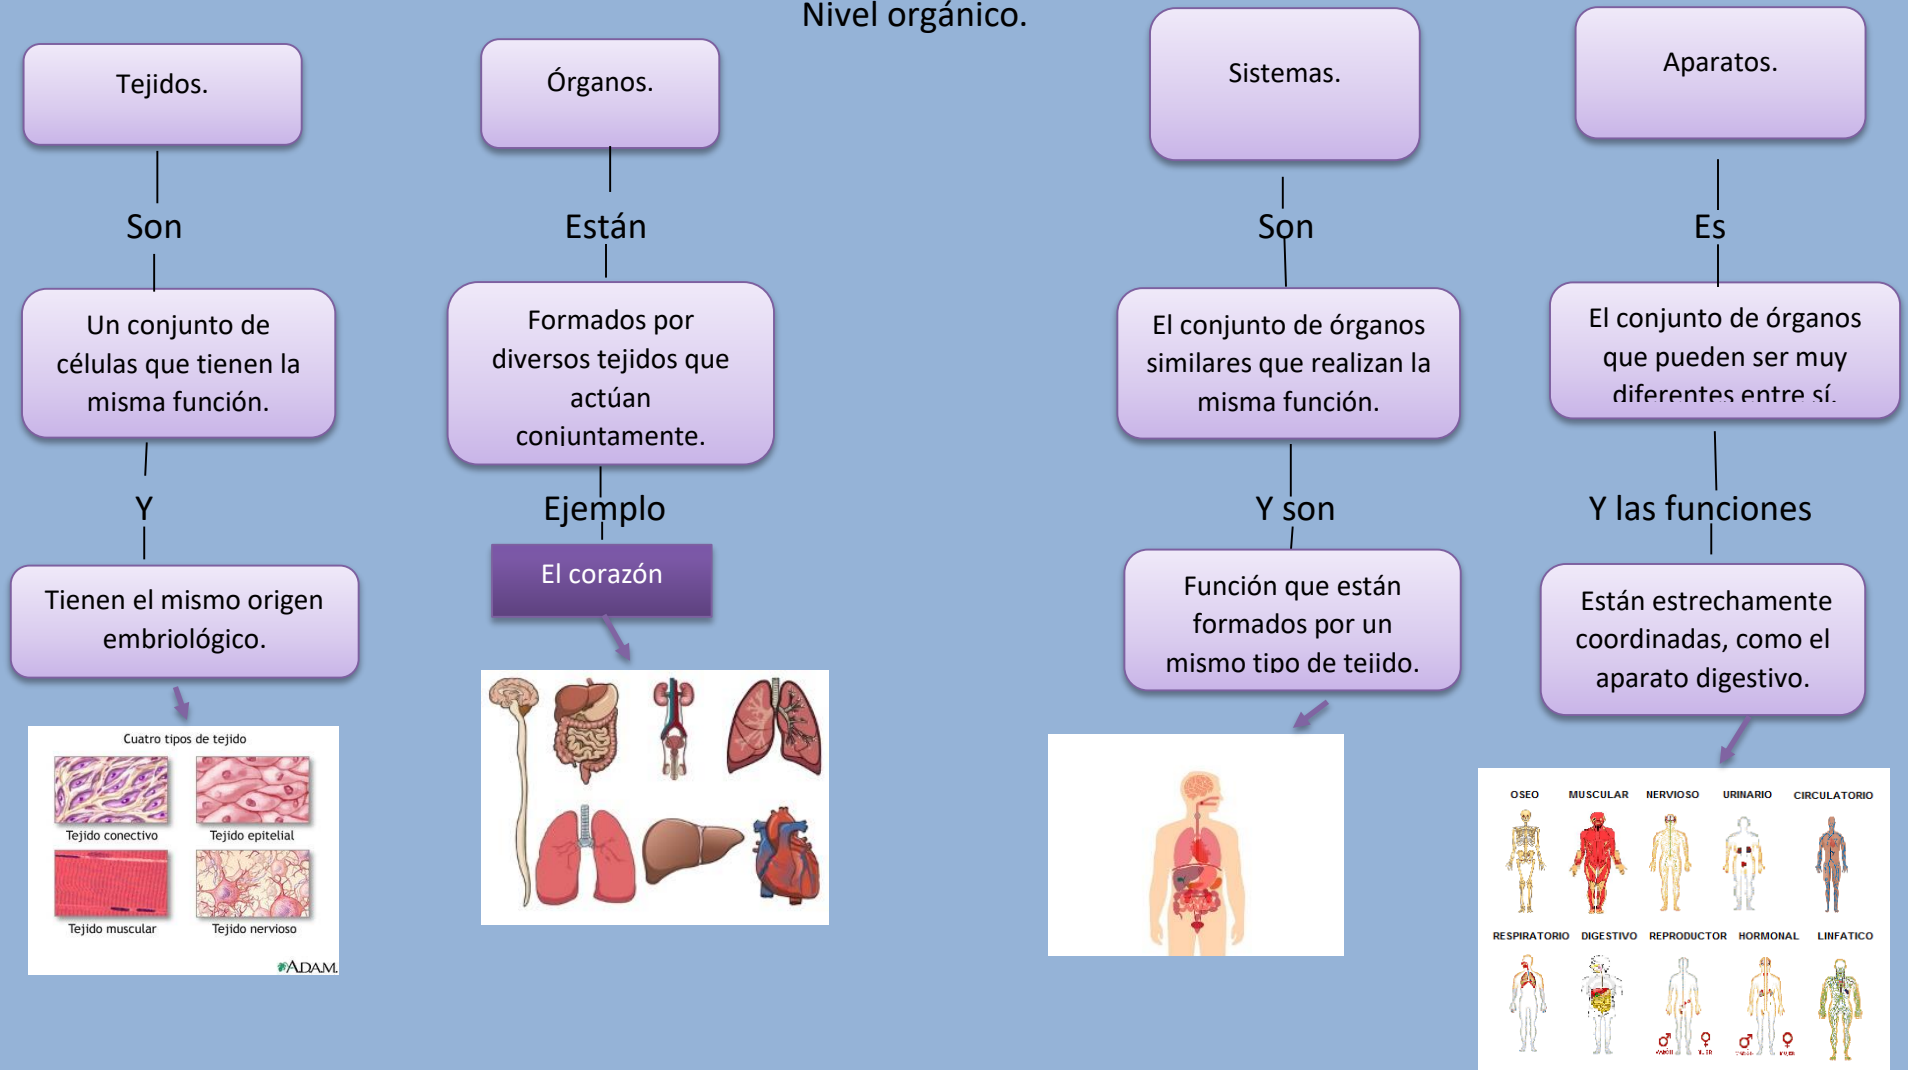 Nivel orgánico.
Tejidos.
Son
Un conjunto de
células que tienen la
misma función.
Y
Tienen el mismo origen
embriológico.
Cuatro tipos de tejido
Tejido conectivo
Tejido epitelial
Tejido muscular
Tejido nervioso
ADAM.
Órganos.
Están
Formados por
diversos tejidos que
actúan
conjuntamente.
Ejemplo
El corazón
Sistemas.
Son
El conjunto de órganos
similares que realizan la
misma función.
Y son
Función que están
formados por un
mismo tipo de tejido.
Aparatos.
Es
El conjunto de órganos
que pueden ser muy
diferentes entre sí.
Y las funciones
Están estrechamente
coordinadas, como el
aparato digestivo.
OSEO
MUSCULAR
NERVIOSO
URINARIO
CIRCULATORIO
RESPIRATORIO
DIGESTIVO
REPRODUCTOR
HORMONAL
LINFATICO